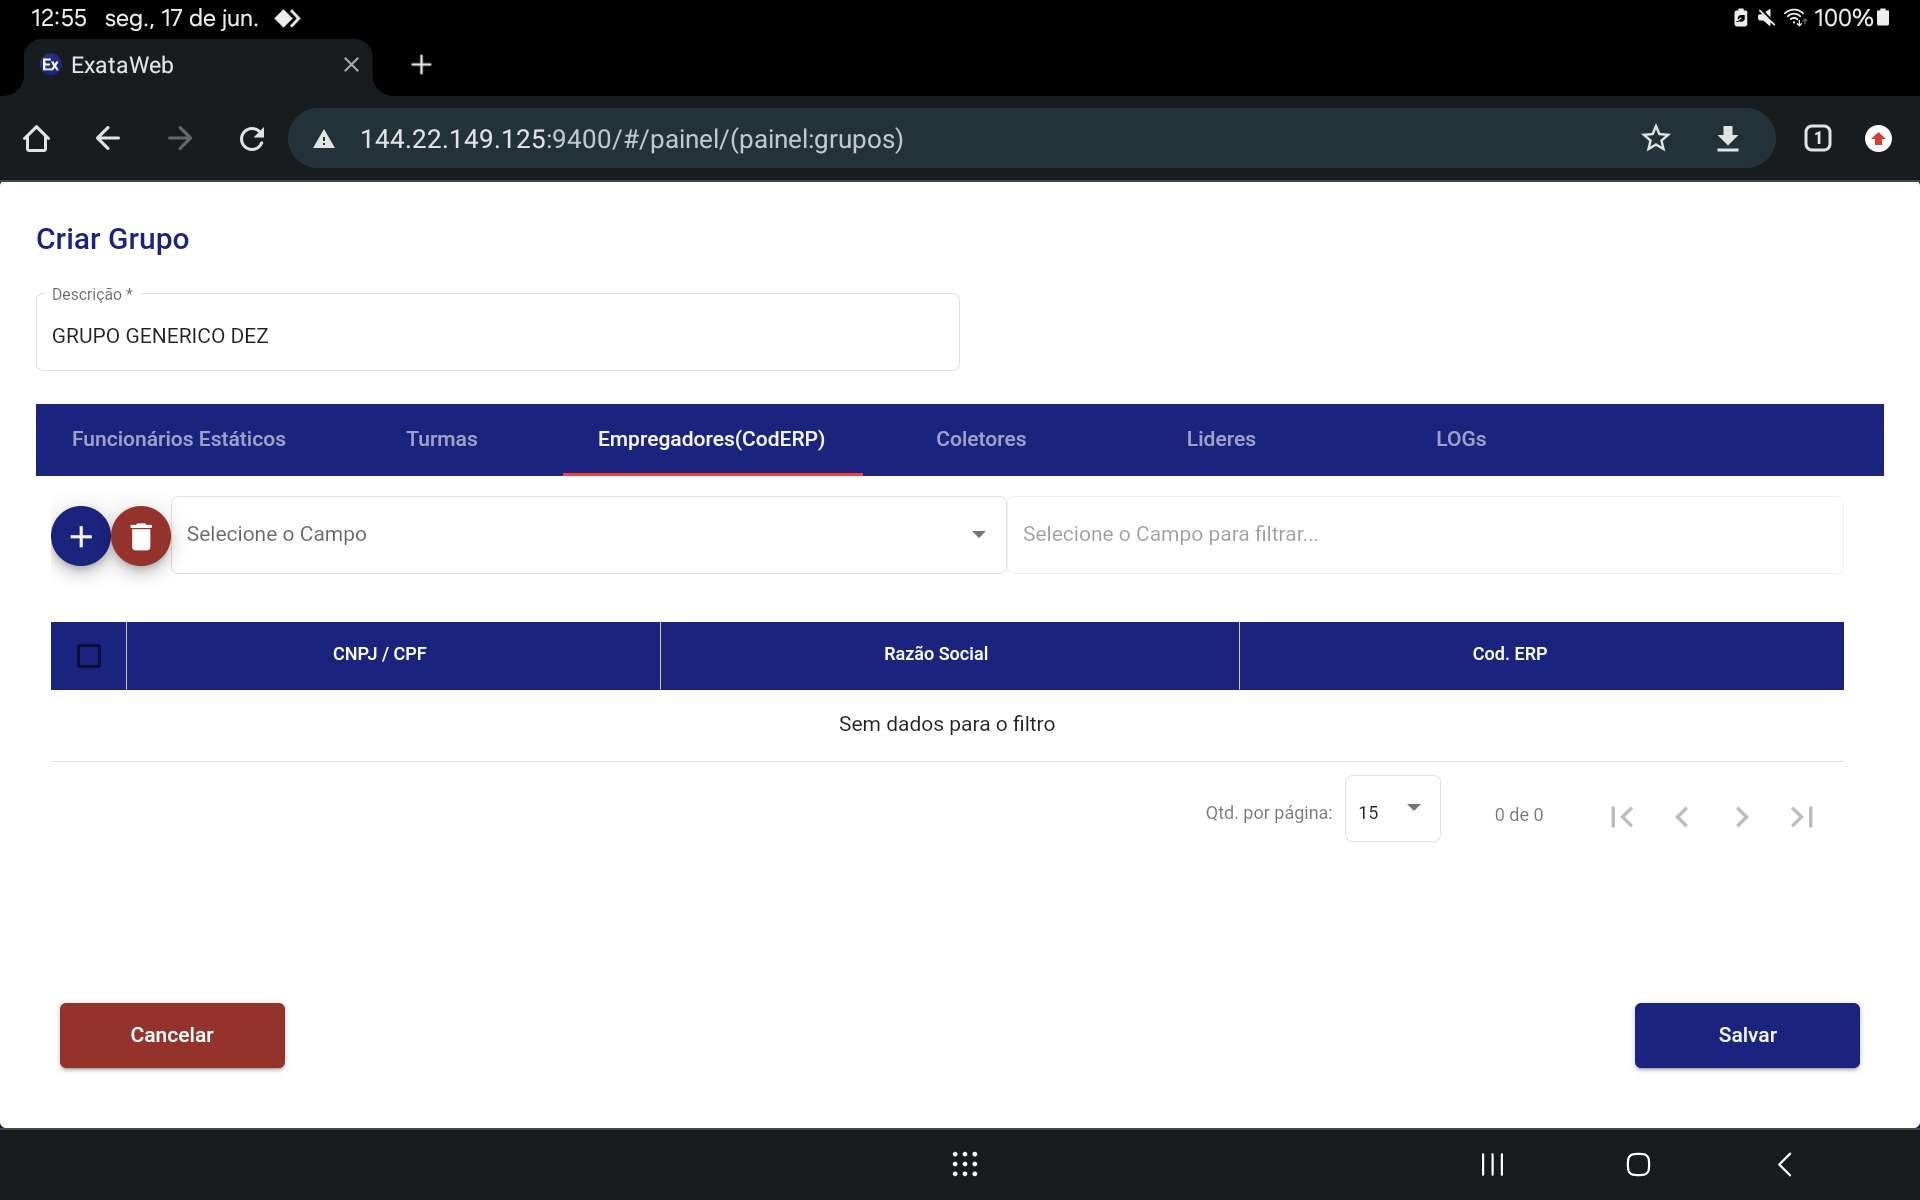 12:55 seg., 17 de jun. 100%
Ex ExataWeb
144.22.149.125:9400/#/painel/(painel:grupos) 1
Criar Grupo
Descrição *
GRUPO GENERICO DEZ
Funcionários Estáticos Turmas Empregadores(CodERP) Coletores Lideres LOGs
Selecione o Campo Selecione o Campo para filtrar...
CNPJ / CPF Razão Social Cod. ERP
Sem dados para o filtro
Qtd. por página: 15 0 de 0
Cancelar Salvar